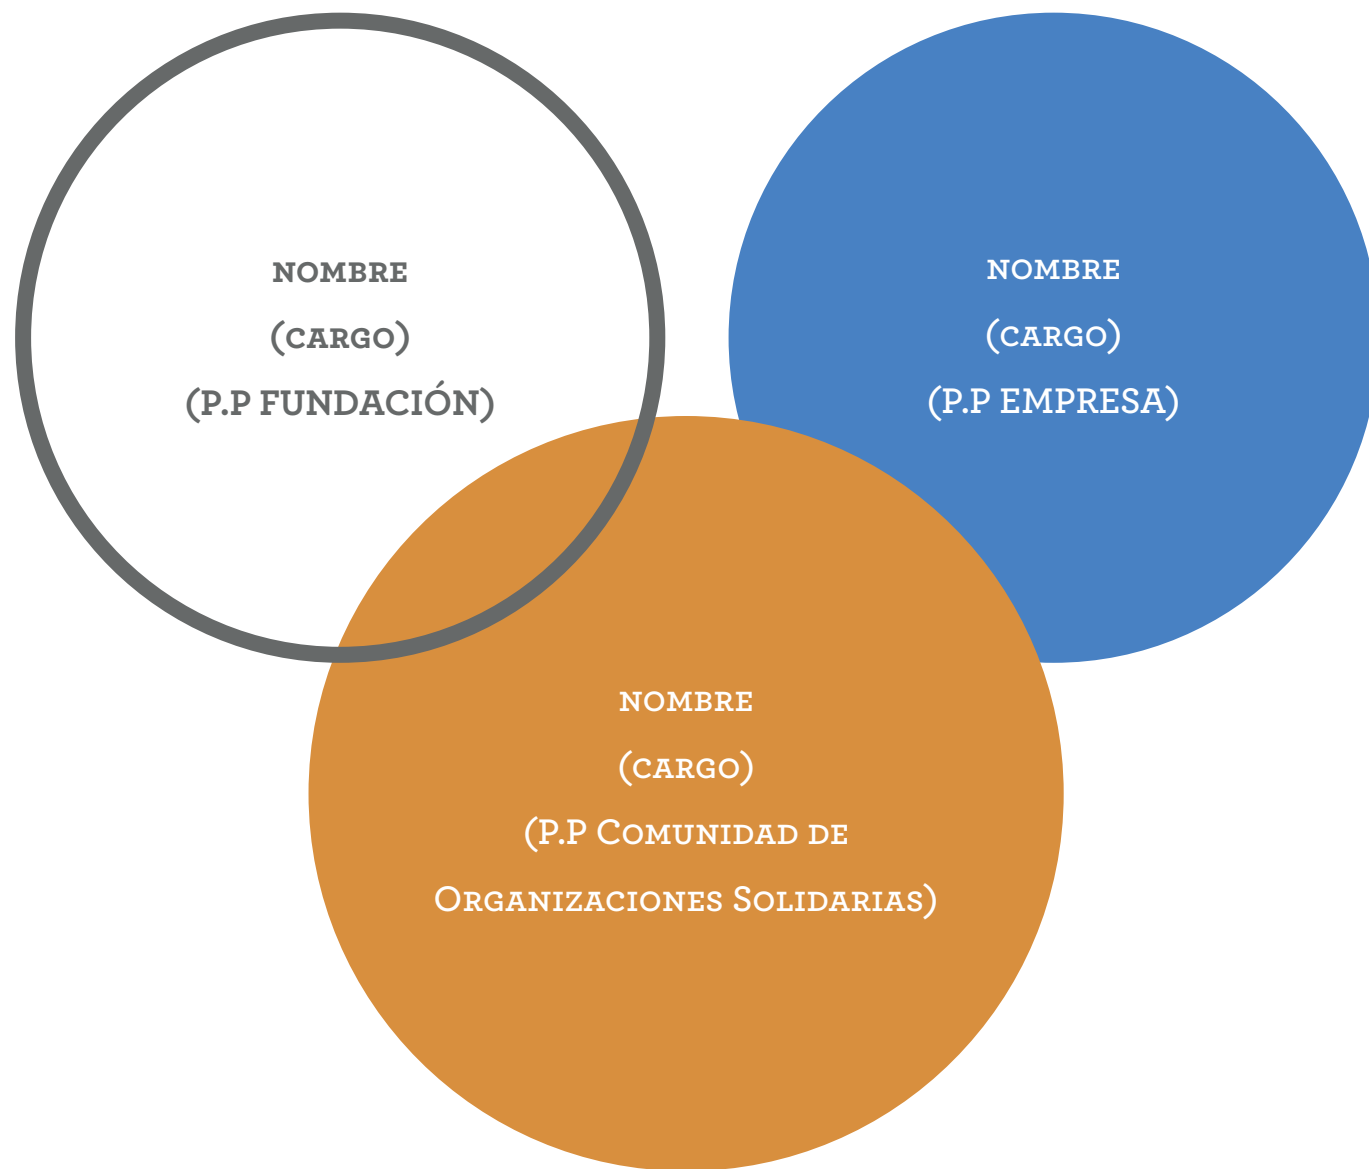 NOMBRE
(CARGO)
(P.P FUNDACIÓN)
NOMBRE
(CARGO)
(P.P EMPRESA)
NOMBRE
(CARGO)
(P.P Comunidad de
Organizaciones Solidarias)